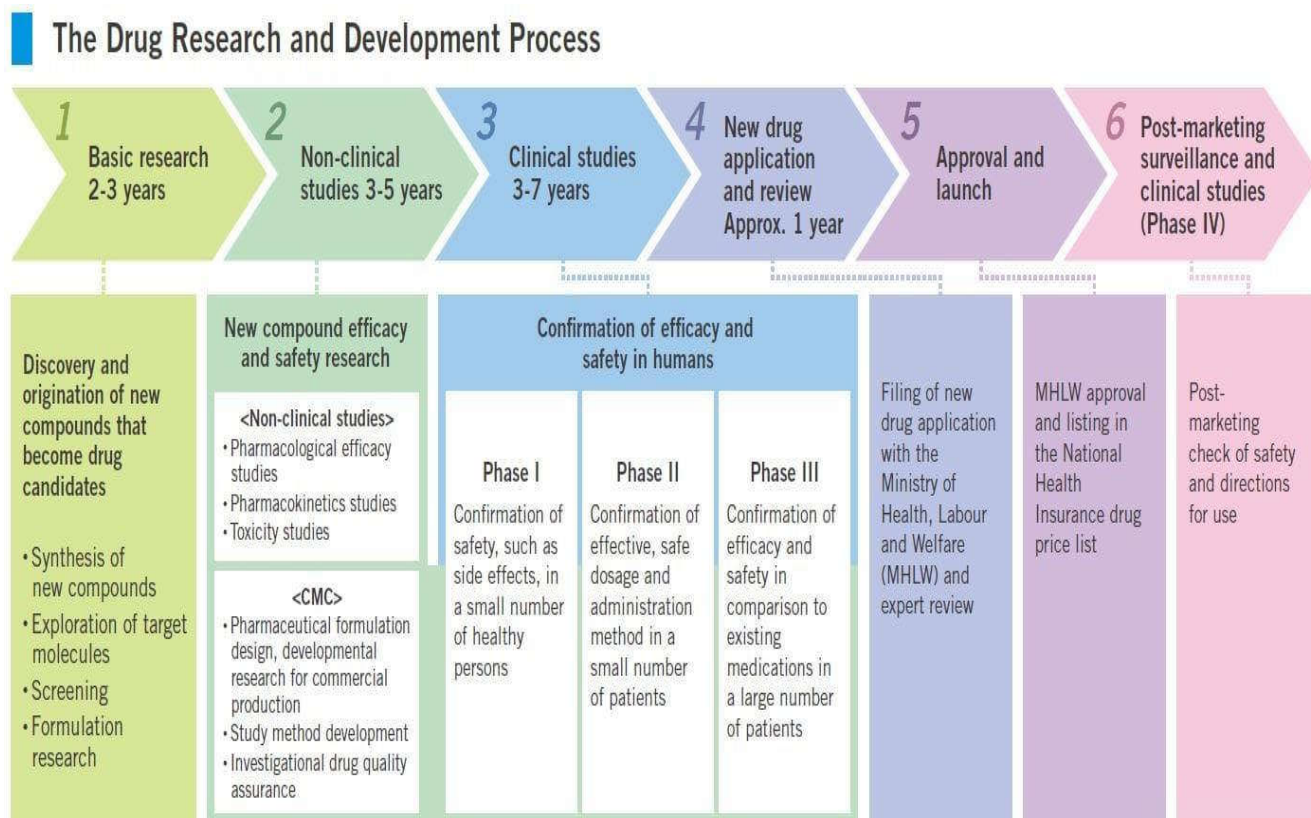 The Drug Research and Development Process
1
Basic research
2-3 years
2
Non-clinical
studies 3-5 years
3
Clinical studies
3-7 years
4
New drug
application
and review
Approx. 1 year
5
Approval and
launch
6
Post-marketing
surveillance and
clinical studies
(Phase IV)
Discovery and
origination of new
compounds that
become drug
candidates
• Synthesis of
new compounds
• Exploration of target
molecules
• Screening
• Formulation
research
New compound efficacy
and safety research
<Non-clinical studies>
• Pharmacological efficacy
studies
• Pharmacokinetics studies
• Toxicity studies
<CMC>
• Pharmaceutical formulation
design, developmental
research for commercial
production
• Study method development
• Investigational drug quality
assurance
Confirmation of efficacy and
safety in humans
Phase I
Confirmation of
safety, such as
side effects, in
a small number
of healthy
persons
Phase II
Confirmation of
effective, safe
dosage and
administration
method in a
small number
of patients
Phase III
Confirmation of
efficacy and
safety in
comparison to
existing
medications in
a large number
of patients
Filing of new
drug application
with the
Ministry of
Health, Labour
and Welfare
(MHLW) and
expert review
MHLW approval
and listing in
the National
Health
Insurance drug
price list
Post-
marketing
check of safety
and directions
for use